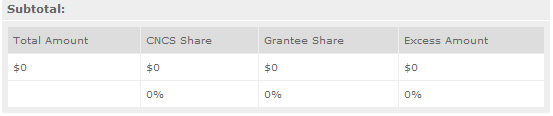 Subtotal:
Total Amount CNCS Share Grantee Share Excess Amount
$0 $0 $0 $0
0% 0% 0%